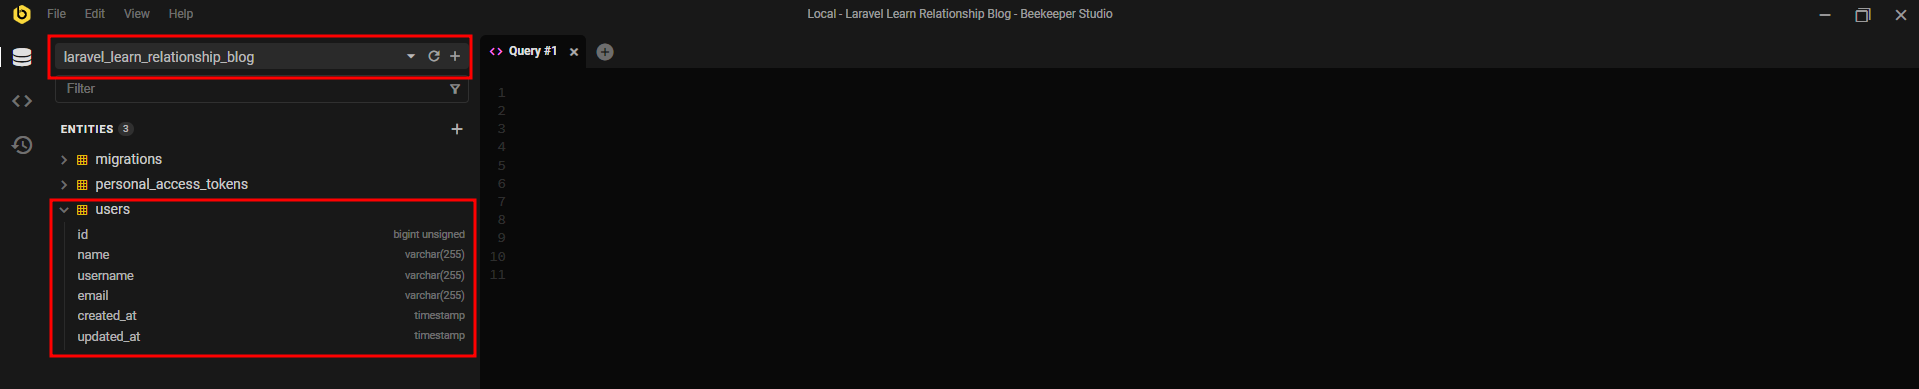 File Edit View Help
Local - Laravel Learn Relationship Blog - Beekeeper Studio
laravel_learn_relationship_blog
Filter
ENTITIES 3
migrations
personal_access_tokens
users
id bigint unsigned
name varchar(255)
username varchar(255)
email varchar(255)
created_at timestamp
updated_at timestamp
Query #1
1
2
3
4
5
6
7
8
9
10
11